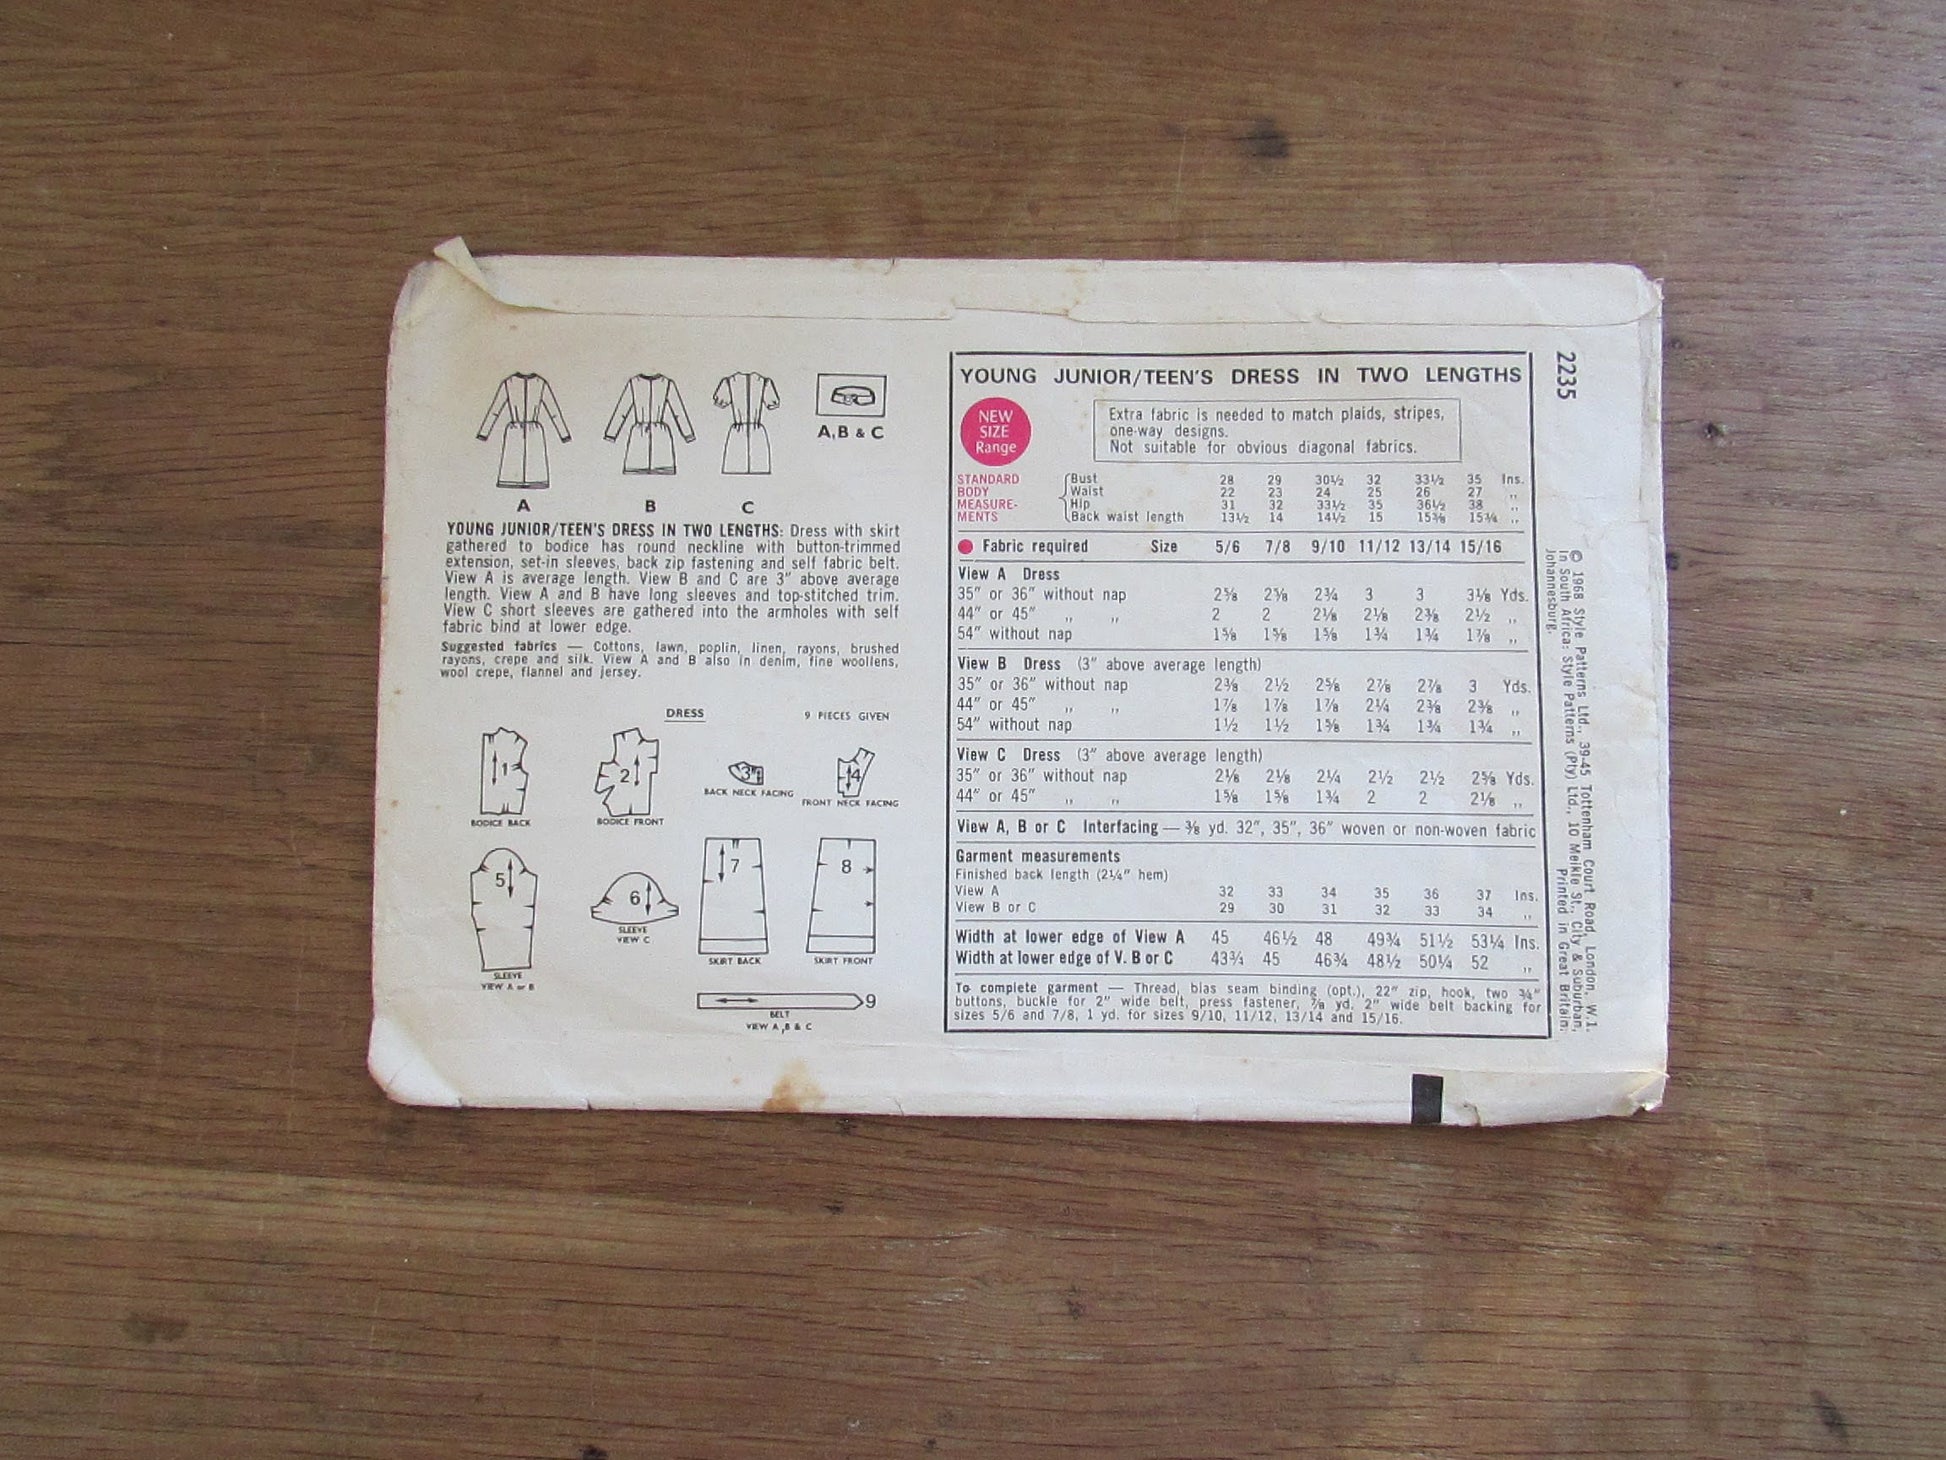 A
B
C
A,B & C
YOUNG JUNIOR/TEEN'S DRESS IN TWO LENGTHS: Dress with skirt
gathered to bodice has round neckline with button-trimmed
extension, set-in sleeves, back zip fastening and self fabric belt.
View A is average length. View B and C are 3" above average
length. View A and B have long sleeves and top-stitched trim.
View C short sleeves are gathered into the armholes with self
fabric bind at lower edge.
Suggested fabrics — Cottons, lawn, poplin, linen, rayons, brushed
rayons, crepe and silk. View A and B also in denim, fine woollens,
wool crepe, flannel and jersey.
DRESS 9 PIECES GIVEN
1
BODICE BACK
2
BODICE FRONT
3
BACK NECK FACING
4
FRONT NECK FACING
5
SLEEVE
VIEW A or B
6
SLEEVE
VIEW C
7
SKIRT BACK
8
SKIRT FRONT
9
BELT
VIEW A,B & C
YOUNG JUNIOR/TEEN'S DRESS IN TWO LENGTHS
NEW
SIZE
Range
Extra fabric is needed to match plaids, stripes,
one-way designs.
Not suitable for obvious diagonal fabrics.
STANDARD
BODY
MEASURE-
MENTS
Bust 28 29 30½ 32 33½ 35 Ins.
Waist 22 23 24 25 26 27 ,,
Hip 31 32 33½ 35 36½ 38 ,,
Back waist length 13½ 14 14½ 15 15⅜ 15¾ ,,
Fabric required Size 5/6 7/8 9/10 11/12 13/14 15/16
View A Dress
35" or 36" without nap 2⅝ 2⅝ 2¾ 3 3 3⅛ Yds.
44" or 45" ,, ,, 2 2 2⅛ 2⅛ 2⅜ 2½ ,,
54" without nap 1⅝ 1⅝ 1⅝ 1¾ 1¾ 1⅞ ,,
View B Dress (3" above average length)
35" or 36" without nap 2⅜ 2½ 2⅝ 2⅞ 2⅞ 3 Yds.
44" or 45" ,, ,, 1⅞ 1⅞ 1⅞ 2¼ 2⅜ 2⅜ ,,
54" without nap 1½ 1½ 1⅝ 1¾ 1¾ 1¾ ,,
View C Dress (3" above average length)
35" or 36" without nap 2⅛ 2⅛ 2¼ 2½ 2½ 2⅝ Yds.
44" or 45" ,, ,, 1⅝ 1⅝ 1¾ 2 2 2⅛ ,,
View A, B or C Interfacing — ⅜ yd. 32", 35", 36" woven or non-woven fabric
Garment measurements
Finished back length (2¼" hem)
View A 32 33 34 35 36 37 Ins.
View B or C 29 30 31 32 33 34 ,,
Width at lower edge of View A 45 46½ 48 49¾ 51½ 53¼ Ins.
Width at lower edge of V. B or C 43¾ 45 46¾ 48½ 50¼ 52 ,,
To complete garment — Thread, bias seam binding (opt.), 22" zip, hook, two ¾"
buttons, buckle for 2" wide belt, press fastener, ⅞ yd. 2" wide belt backing for
sizes 5/6 and 7/8, 1 yd. for sizes 9/10, 11/12, 13/14 and 15/16.
2235
© 1968 Style Patterns Ltd., 39-45 Tottenham Court Road, London, W.1.
In South Africa: Style Patterns (Pty) Ltd., 10 Meikle St., City & Suburban,
Johannesburg. Printed in Great Britain.